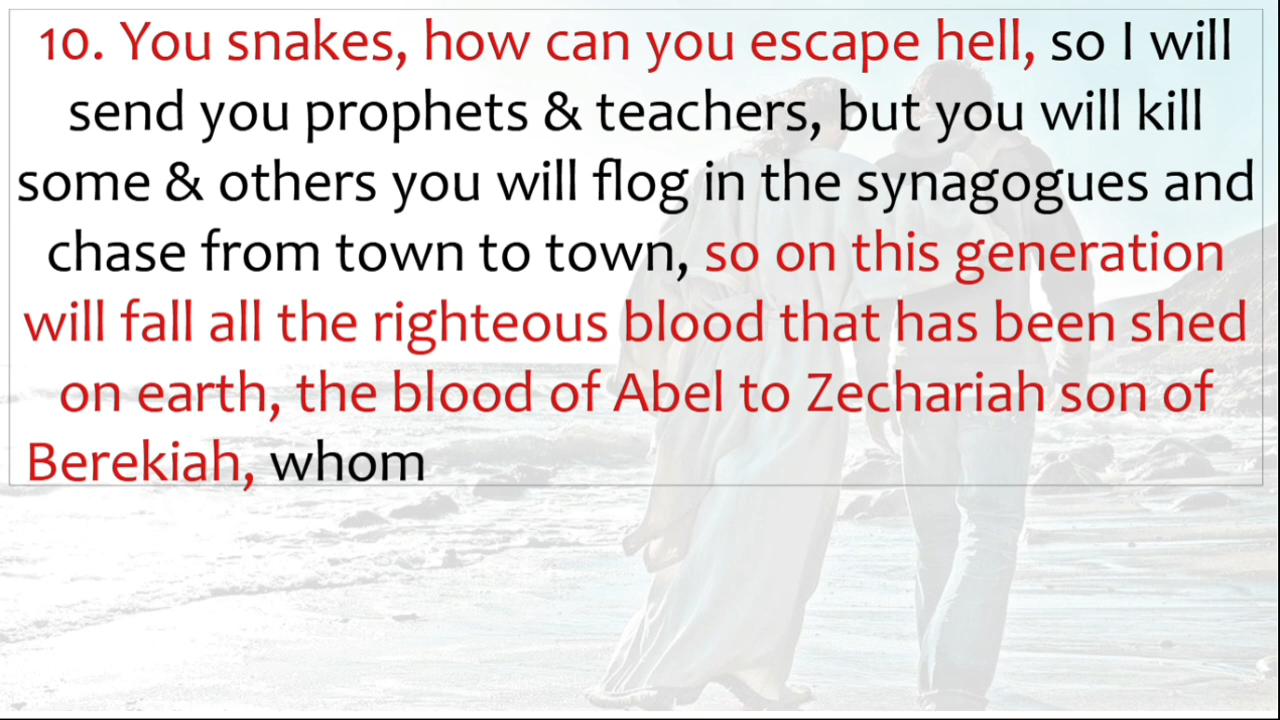 10. You snakes, how can you escape hell, so I will
send you prophets & teachers, but you will kill
some & others you will flog in the synagogues and
chase from town to town, so on this generation
will fall all the righteous blood that has been shed
on earth, the blood of Abel to Zechariah son of
Berekiah, whom